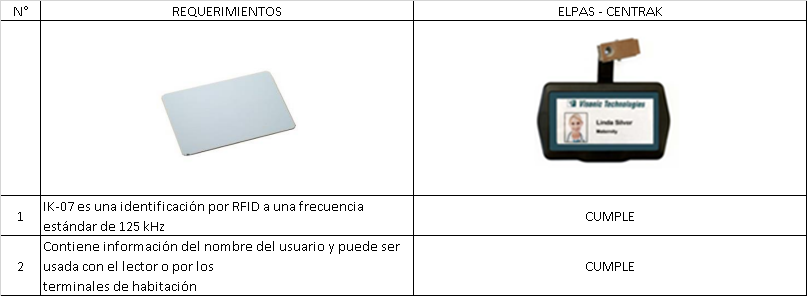 N° REQUERIMIENTOS ELPAS - CENTRAK
Visonic Technologies
Linda Silver
Maternity
1 IK-07 es una identificación por RFID a una frecuencia estándar de 125 kHz CUMPLE
2 Contiene información del nombre del usuario y puede ser usada con el lector o por los terminales de habitación CUMPLE